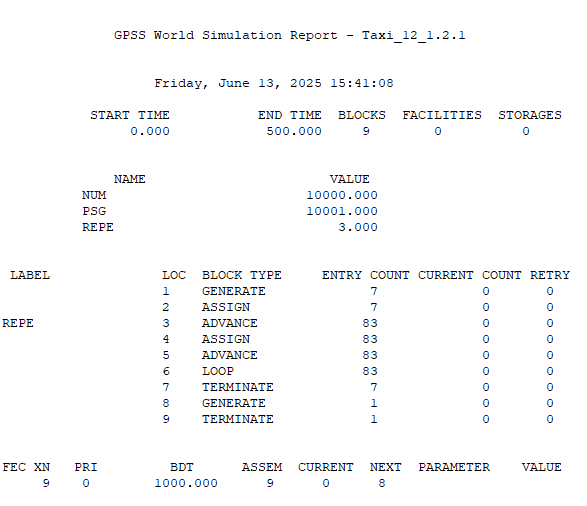 GPSS World Simulation Report - Taxi_12_1.2.1
Friday, June 13, 2025 15:41:08
START TIME END TIME BLOCKS FACILITIES STORAGES
0.000 500.000 9 0 0
NAME VALUE
NUM 10000.000
PSG 10001.000
REPE 3.000
LABEL LOC BLOCK TYPE ENTRY COUNT CURRENT COUNT RETRY
1 GENERATE 7 0 0
2 ASSIGN 7 0 0
REPE 3 ADVANCE 83 0 0
4 ASSIGN 83 0 0
5 ADVANCE 83 0 0
6 LOOP 83 0 0
7 TERMINATE 7 0 0
8 GENERATE 1 0 0
9 TERMINATE 1 0 0
FEC XN PRI BDT ASSEM CURRENT NEXT PARAMETER VALUE
9 0 1000.000 9 0 8